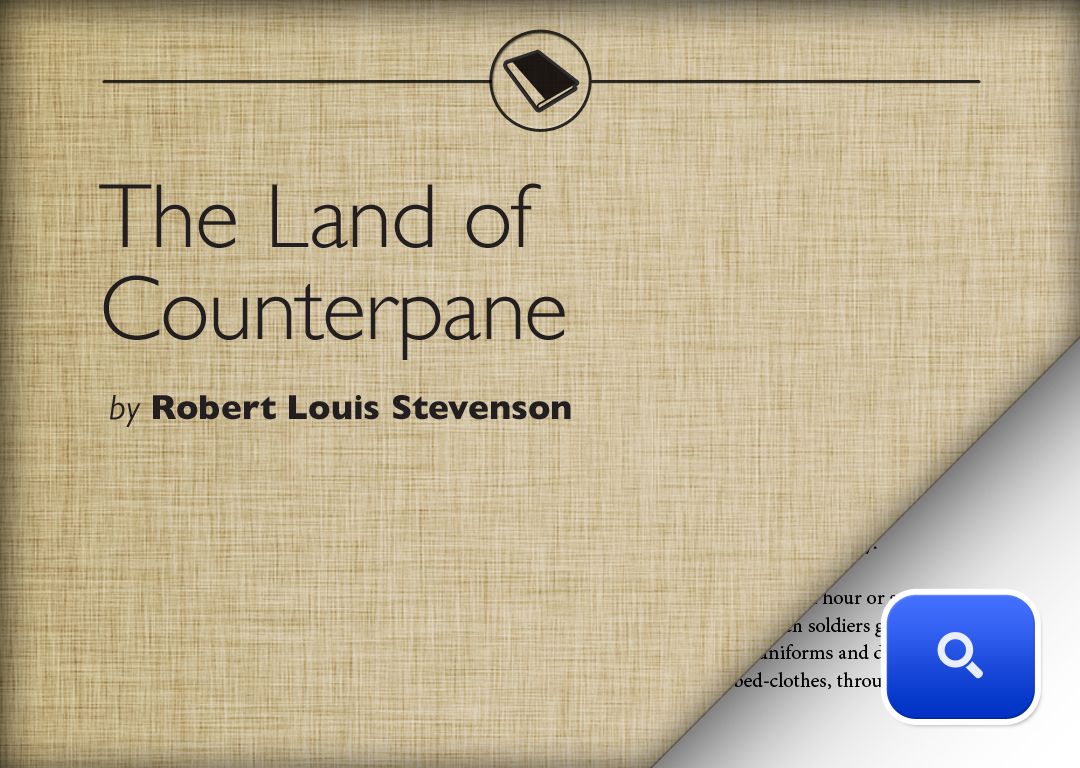 The Land of
Counterpane
by Robert Louis Stevenson
y.
hour or
soldiers
uniforms and
bed-clothes, throu